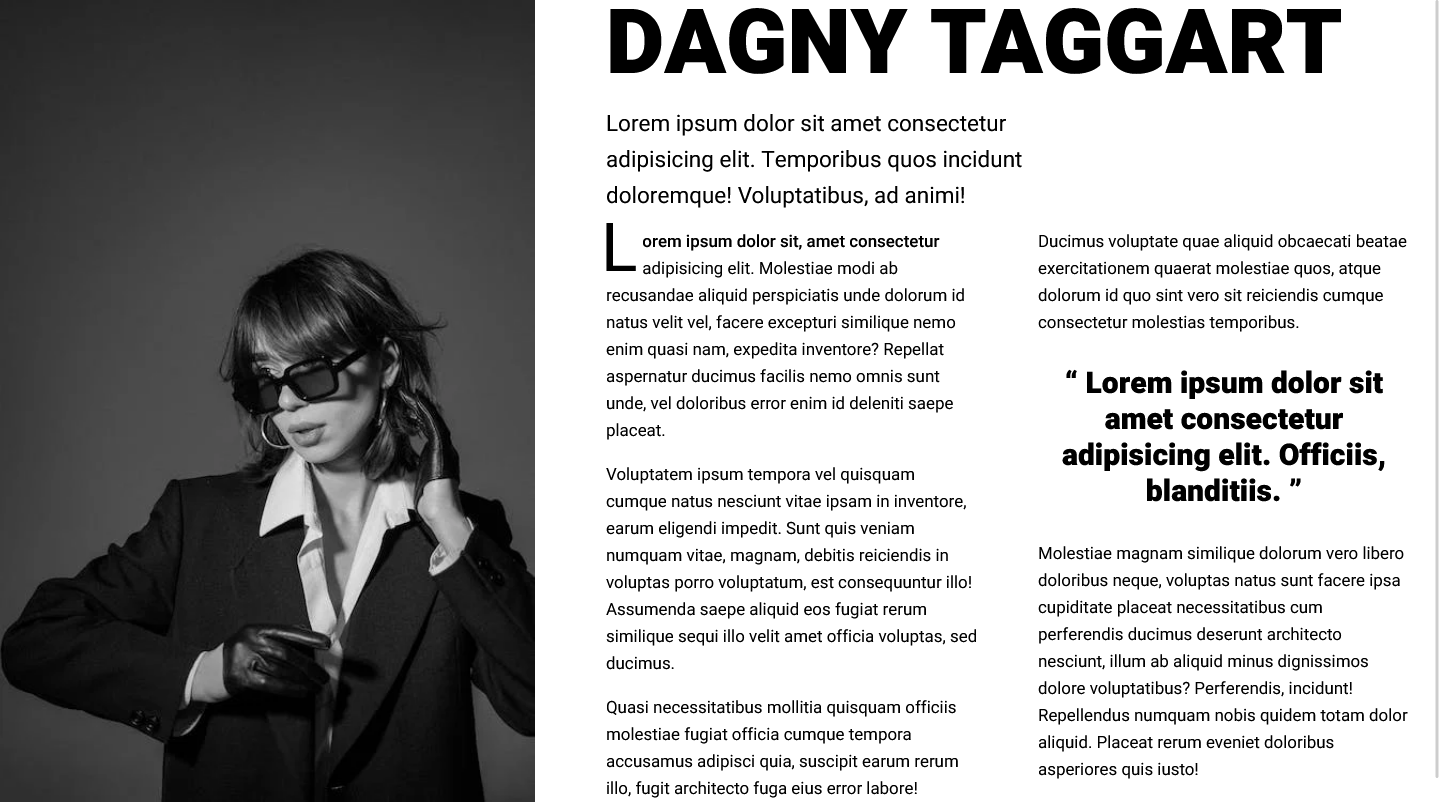 DAGNY TAGGART
Lorem ipsum dolor sit amet consectetur
adipisicing elit. Temporibus quos incidunt
doloremque! Voluptatibus, ad animi!
Lorem ipsum dolor sit, amet consectetur
adipisicing elit. Molestiae modi ab
recusandae aliquid perspiciatis unde dolorum id
natus velit vel, facere excepturi similique nemo
enim quasi nam, expedita inventore? Repellat
aspernatur ducimus facilis nemo omnis sunt
unde, vel doloribus error enim id deleniti saepe
placeat.
Voluptatem ipsum tempora vel quisquam
cumque natus nesciunt vitae ipsam in inventore,
earum eligendi impedit. Sunt quis veniam
numquam vitae, magnam, debitis reiciendis in
voluptas porro voluptatum, est consequuntur illo!
Assumenda saepe aliquid eos fugiat rerum
similique sequi illo velit amet officia voluptas, sed
ducimus.
Quasi necessitatibus mollitia quisquam officiis
molestiae fugiat officia cumque tempora
accusamus adipisci quia, suscipit earum rerum
illo, fugit architecto fuga eius error labore!
Ducimus voluptate quae aliquid obcaecati beatae
exercitationem quaerat molestiae quos, atque
dolorum id quo sint vero sit reiciendis cumque
consectetur molestias temporibus.
“ Lorem ipsum dolor sit
amet consectetur
adipisicing elit. Officiis,
blanditiis. ”
Molestiae magnam similique dolorum vero libero
doloribus neque, voluptas natus sunt facere ipsa
cupiditate placeat necessitatibus cum
perferendis ducimus deserunt architecto
nesciunt, illum ab aliquid minus dignissimos
dolore voluptatibus? Perferendis, incidunt!
Repellendus numquam nobis quidem totam dolor
aliquid. Placeat rerum eveniet doloribus
asperiores quis iusto!